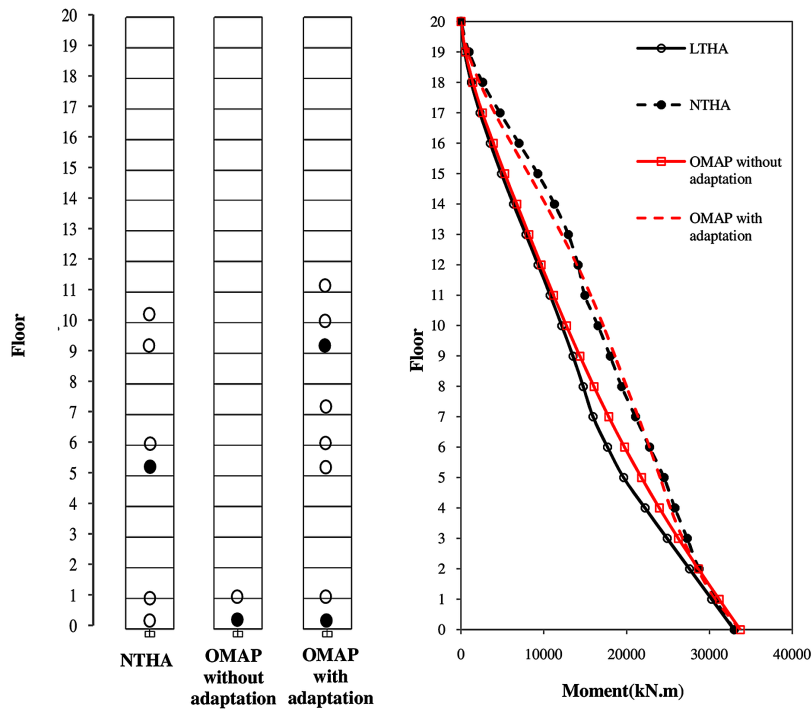 20
19
18
17
16
15
14
13
12
11
10
9
8
7
6
5
4
3
2
1
0
Floor
NTHA
OMAP
without
adaptation
OMAP
with
adaptation
20
19
18
17
16
15
14
13
12
11
10
9
8
7
6
5
4
3
2
1
0
Floor
LTHA
NTHA
OMAP without
adaptation
OMAP with
adaptation
0 10000 20000 30000 40000
Moment(kN.m)